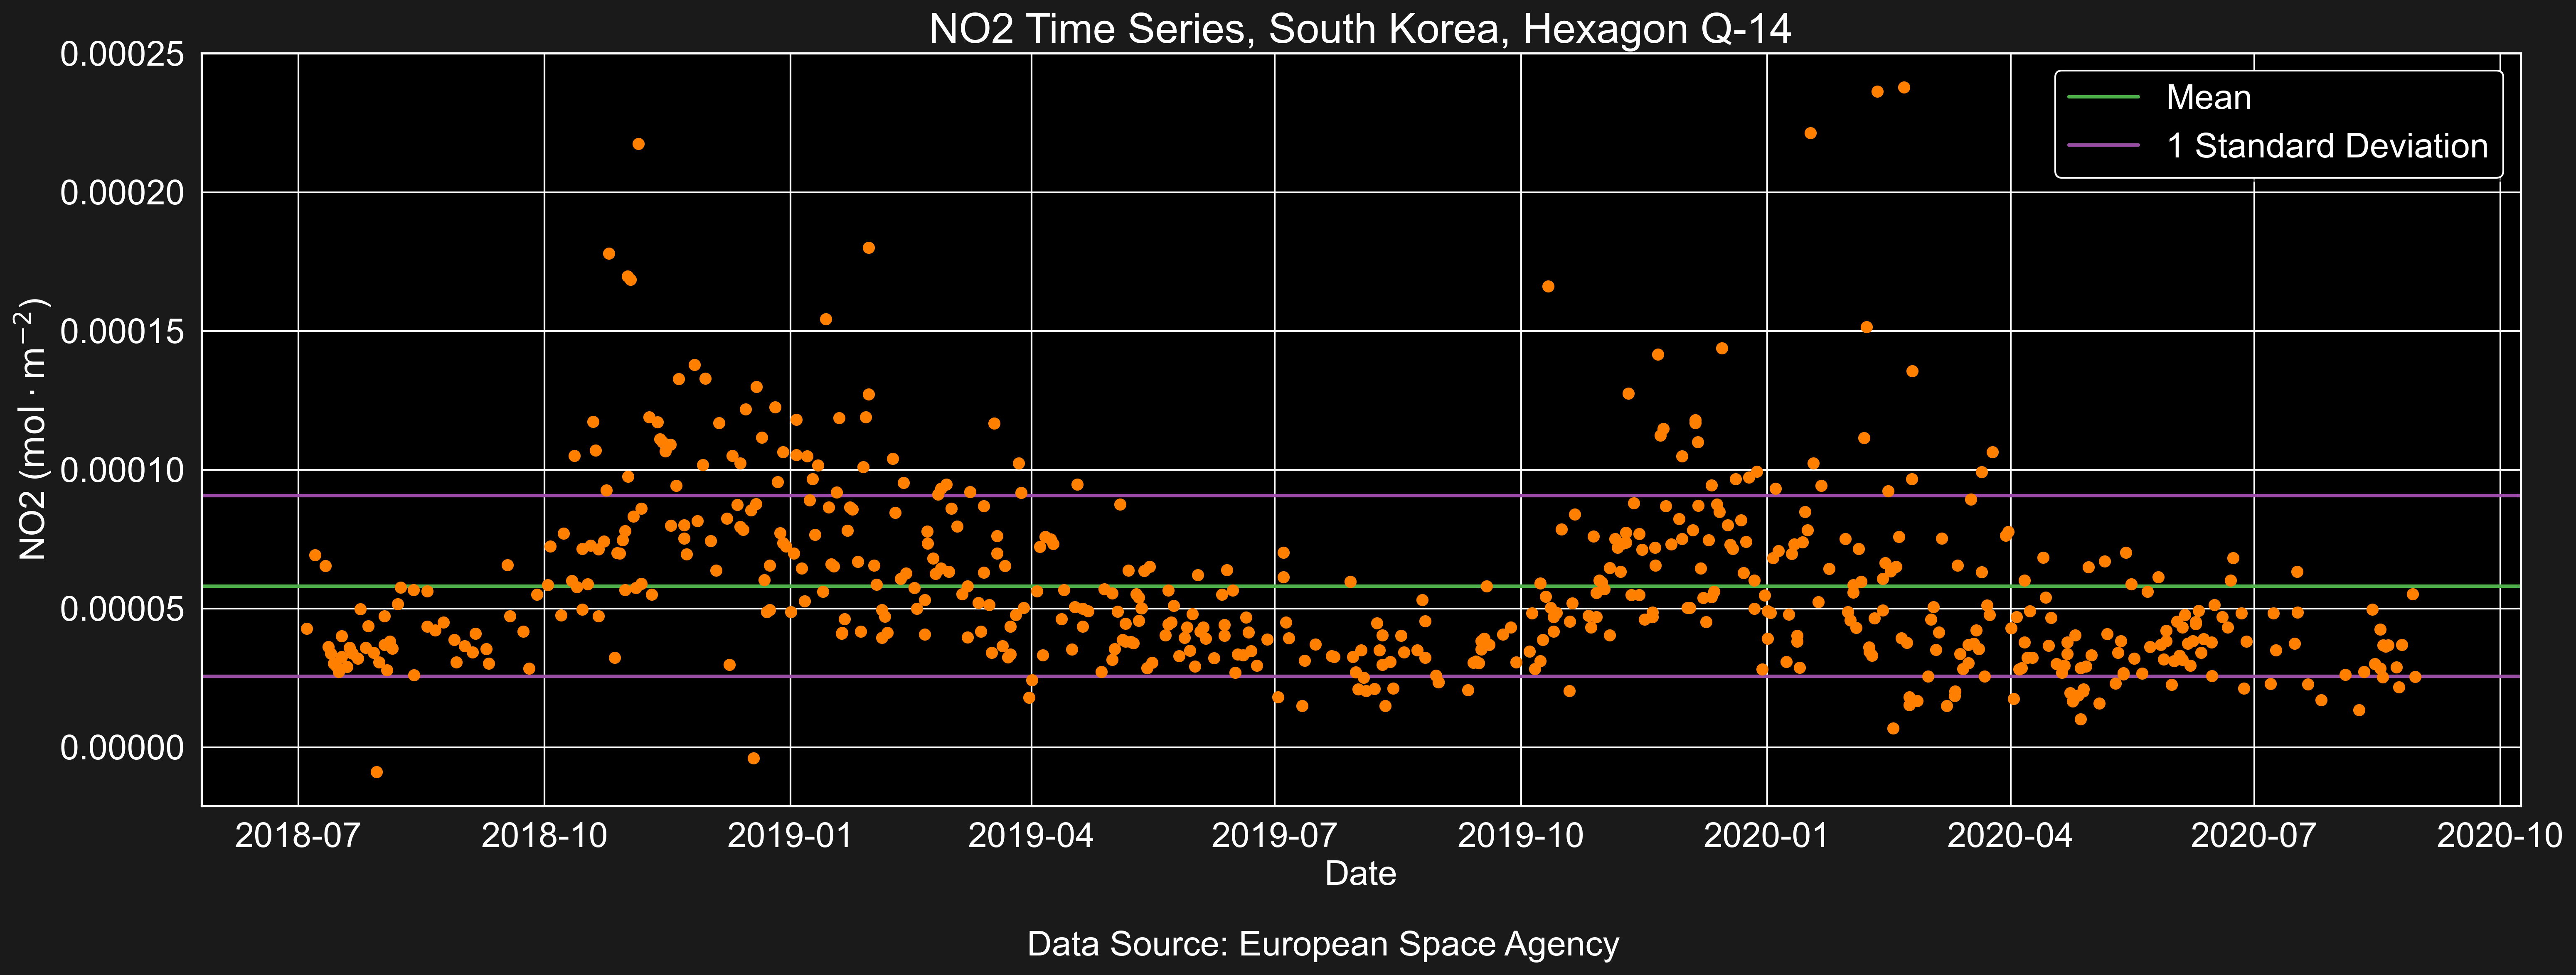 NO2 Time Series, South Korea, Hexagon Q-14
0.00025
0.00020
0.00015
0.00010
0.00005
0.00000
NO2 (mol · m⁻²)
Mean
1 Standard Deviation
2018-07
2018-10
2019-01
2019-04
2019-07
2019-10
2020-01
2020-04
2020-07
2020-10
Date
Data Source: European Space Agency